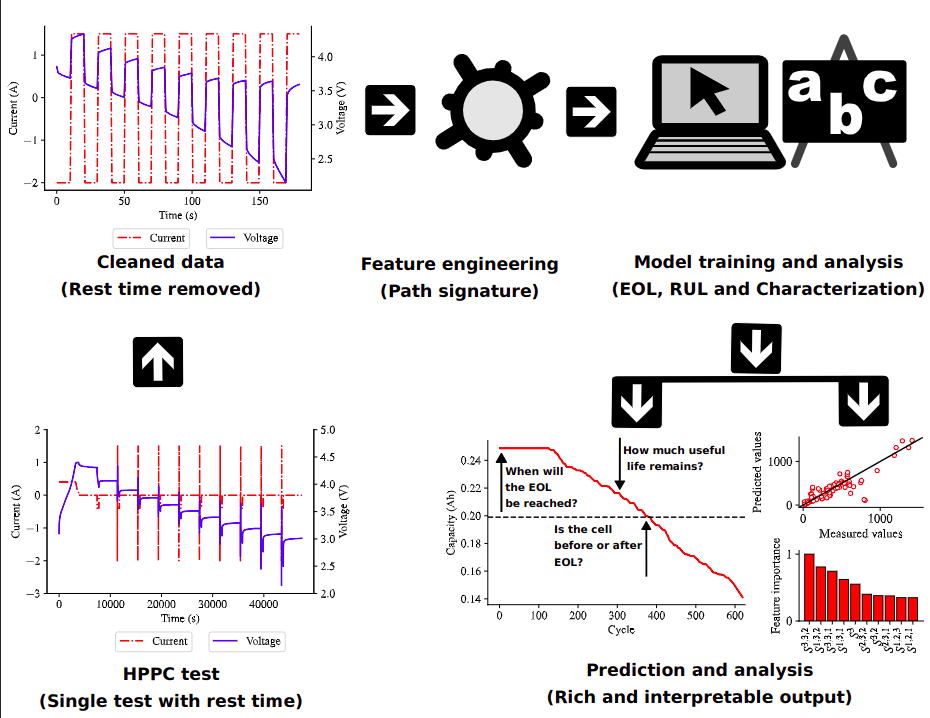 Current (A)
1
0
−1
−2
4.0
3.5
3.0
2.5
Voltage (V)
0
50
100
150
Time (s)
Current
Voltage
Cleaned data
(Rest time removed)
Feature engineering
(Path signature)
a
b
c
Model training and analysis
(EOL, RUL and Characterization)
Current (A)
2
1
0
−1
−2
−3
5.0
4.5
4.0
3.5
3.0
2.5
2.0
Voltage (V)
0
10000
20000
30000
40000
Time (s)
Current
Voltage
HPPC test
(Single test with rest time)
Capacity (Ah)
0.24
0.22
0.20
0.18
0.16
0.14
When will
the EOL
be reached?
How much useful
life remains?
Is the cell
before or after
EOL?
0
100
200
300
400
500
600
Cycle
Predicted values
1000
0
0
1000
Measured values
Feature importance
1
0
Prediction and analysis
(Rich and interpretable output)